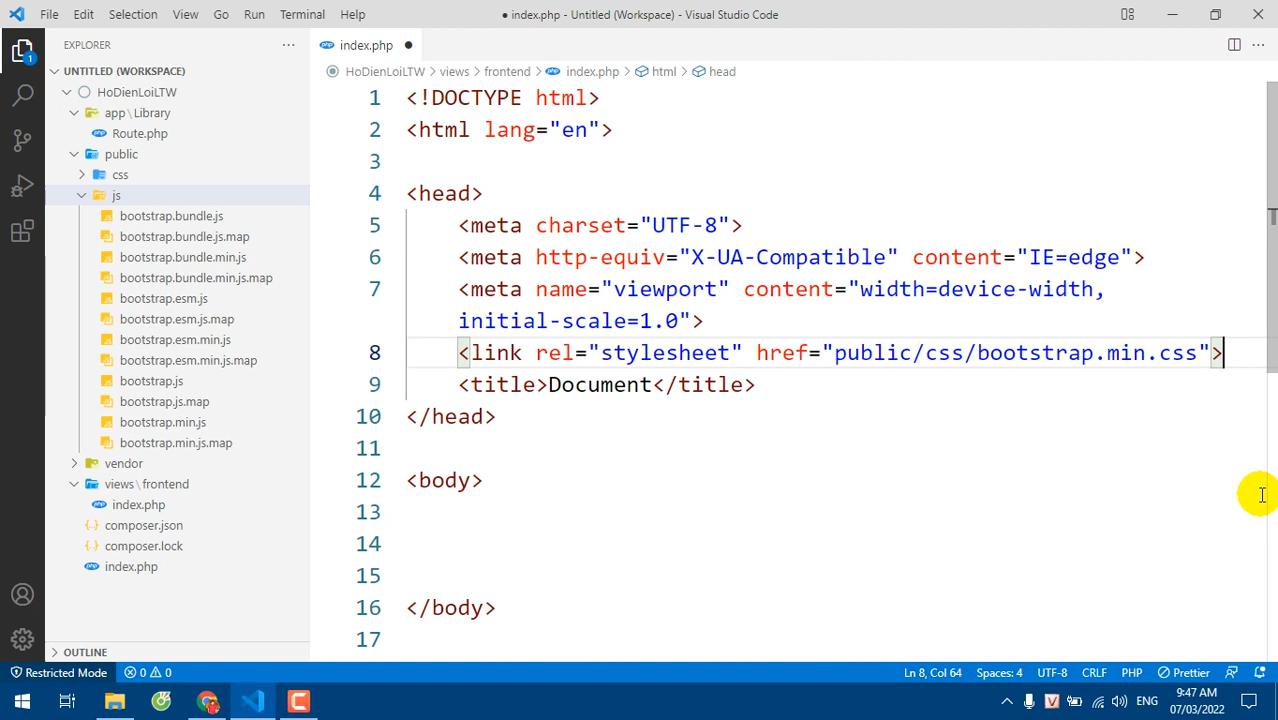 File Edit Selection View Go Run Terminal Help
● index.php - Untitled (Workspace) - Visual Studio Code
EXPLORER
UNTITLED (WORKSPACE)
HoDienLoiLTW
app\Library
Route.php
public
css
js
bootstrap.bundle.js
bootstrap.bundle.js.map
bootstrap.bundle.min.js
bootstrap.bundle.min.js.map
bootstrap.esm.js
bootstrap.esm.js.map
bootstrap.esm.min.js
bootstrap.esm.min.js.map
bootstrap.js
bootstrap.js.map
bootstrap.min.js
bootstrap.min.js.map
vendor
views\frontend
index.php
composer.json
composer.lock
index.php
OUTLINE
1
php index.php ●
HoDienLoiLTW > views > frontend > php index.php > html > head
1 <!DOCTYPE html>
2 <html lang="en">
3
4 <head>
5 <meta charset="UTF-8">
6 <meta http-equiv="X-UA-Compatible" content="IE=edge">
7 <meta name="viewport" content="width=device-width,
initial-scale=1.0">
8 <link rel="stylesheet" href="public/css/bootstrap.min.css">
9 <title>Document</title>
10 </head>
11
12 <body>
13
14
15
16 </body>
17
Restricted Mode 0 0 Ln 8, Col 64 Spaces: 4 UTF-8 CRLF PHP Prettier
ENG
9:47 AM
07/03/2022